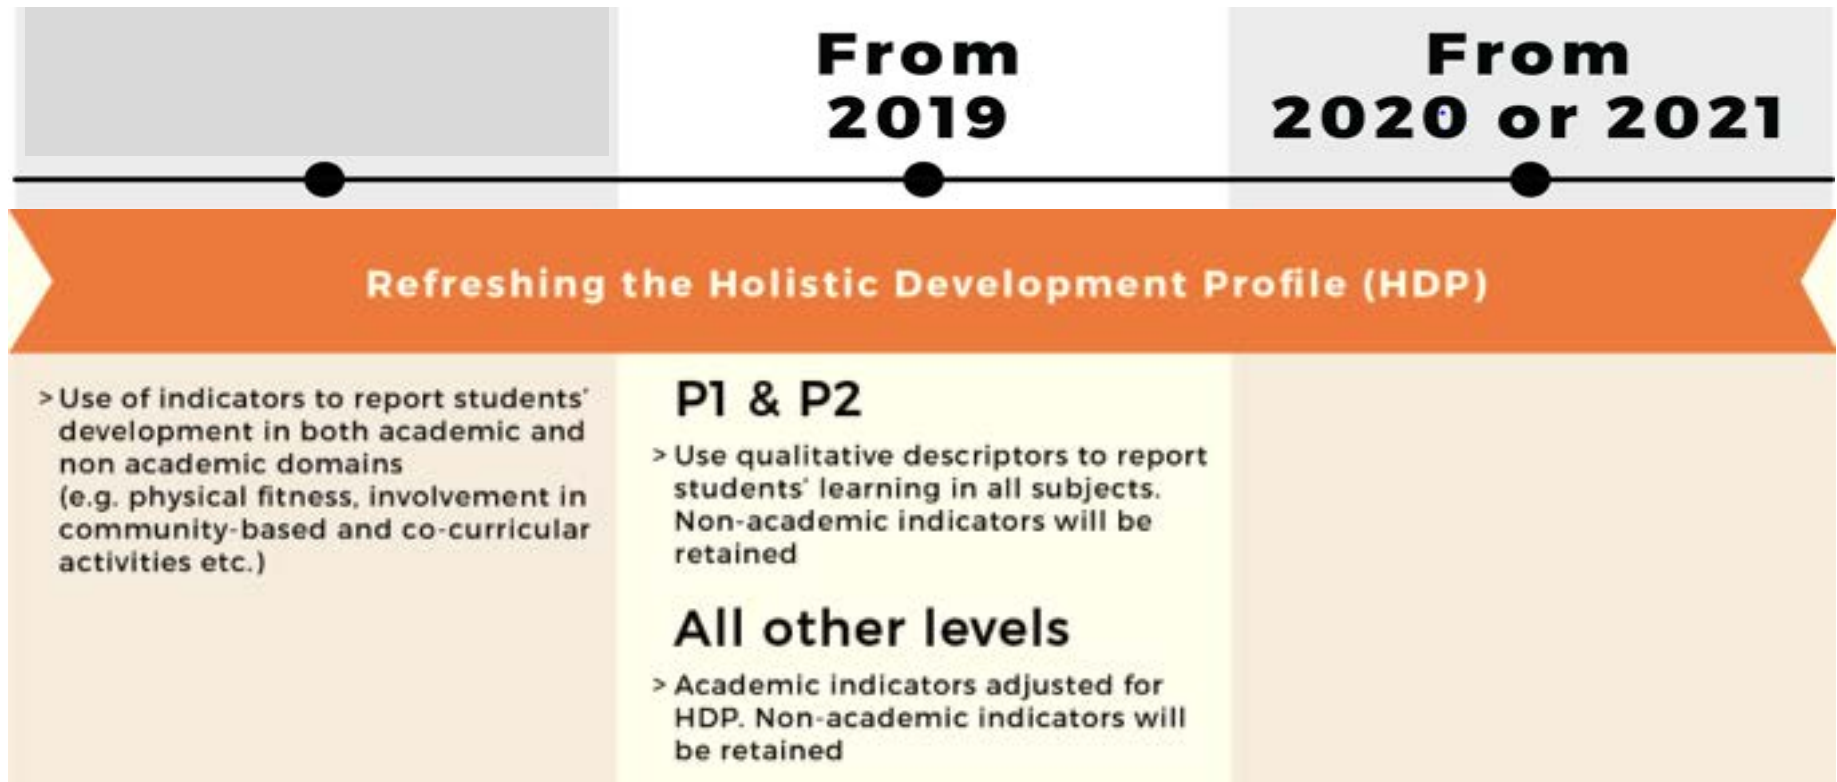 From
2019
From
2020 or 2021
Refreshing the Holistic Development Profile (HDP)
> Use of indicators to report students'
development in both academic and
non academic domains
(e.g. physical fitness, involvement in
community-based and co-curricular
activities etc.)
P1 & P2
> Use qualitative descriptors to report
students' learning in all subjects.
Non-academic indicators will be
retained
All other levels
> Academic indicators adjusted for
HDP. Non-academic indicators will
be retained